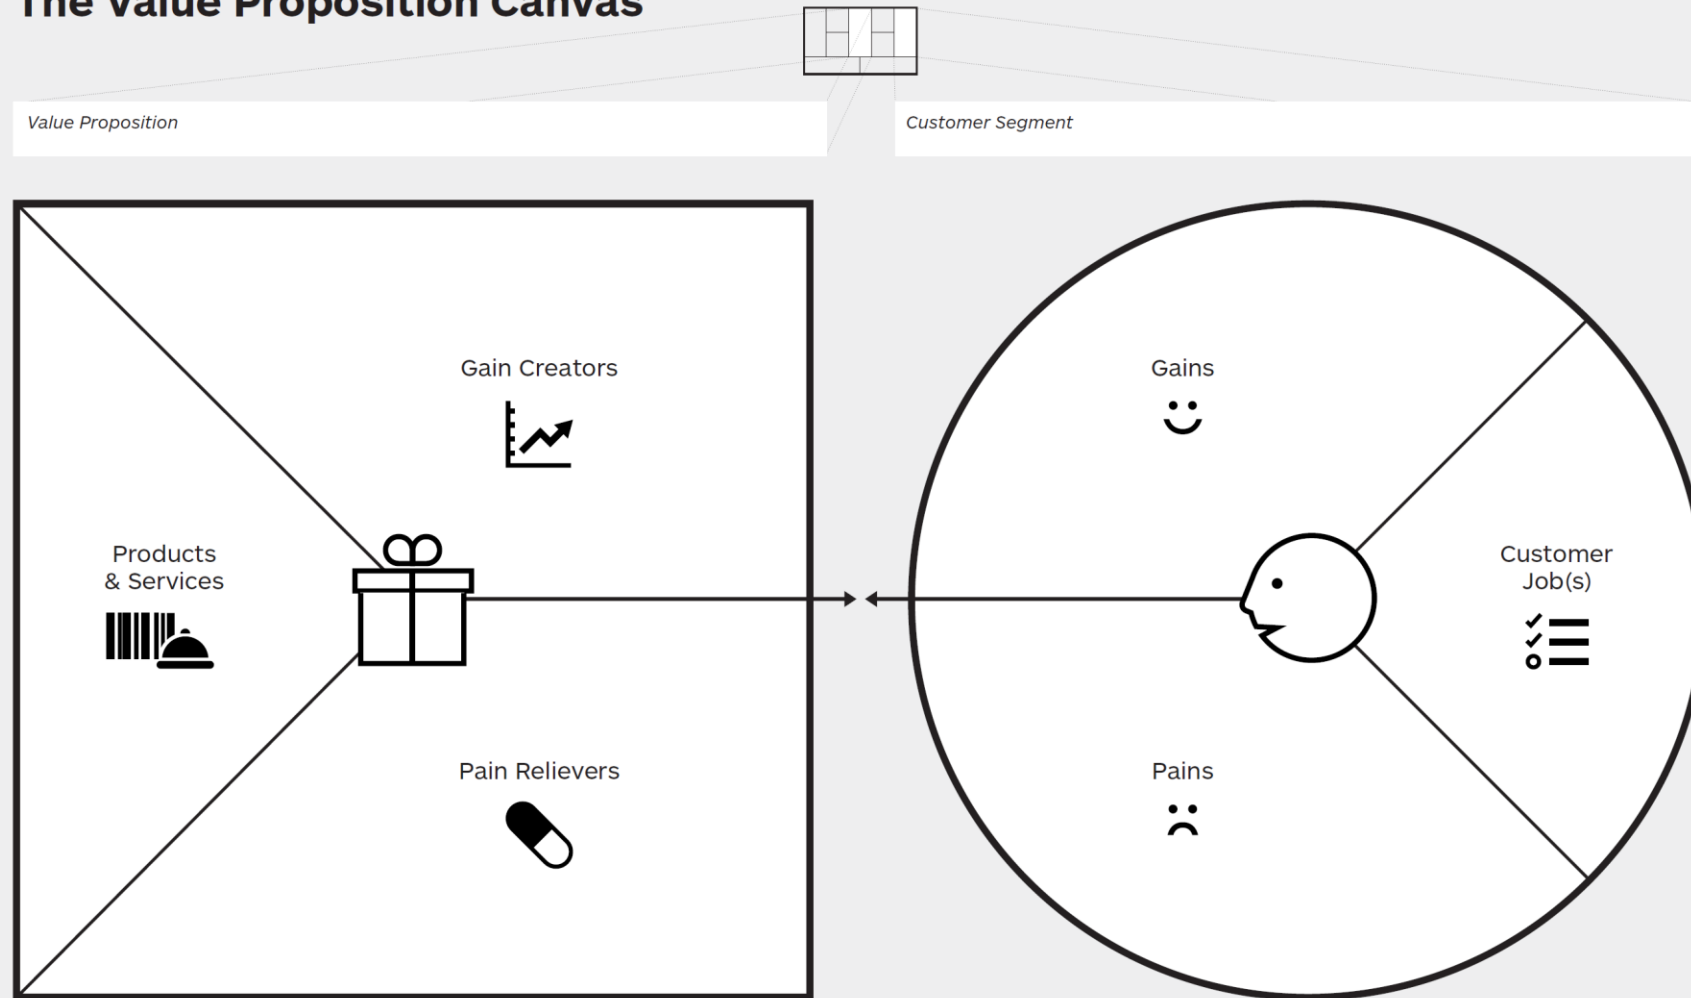 The Value Proposition Canvas
Value Proposition
Customer Segment
Gain Creators
Gains
Products
& Services
Customer
Job(s)
Pain Relievers
Pains